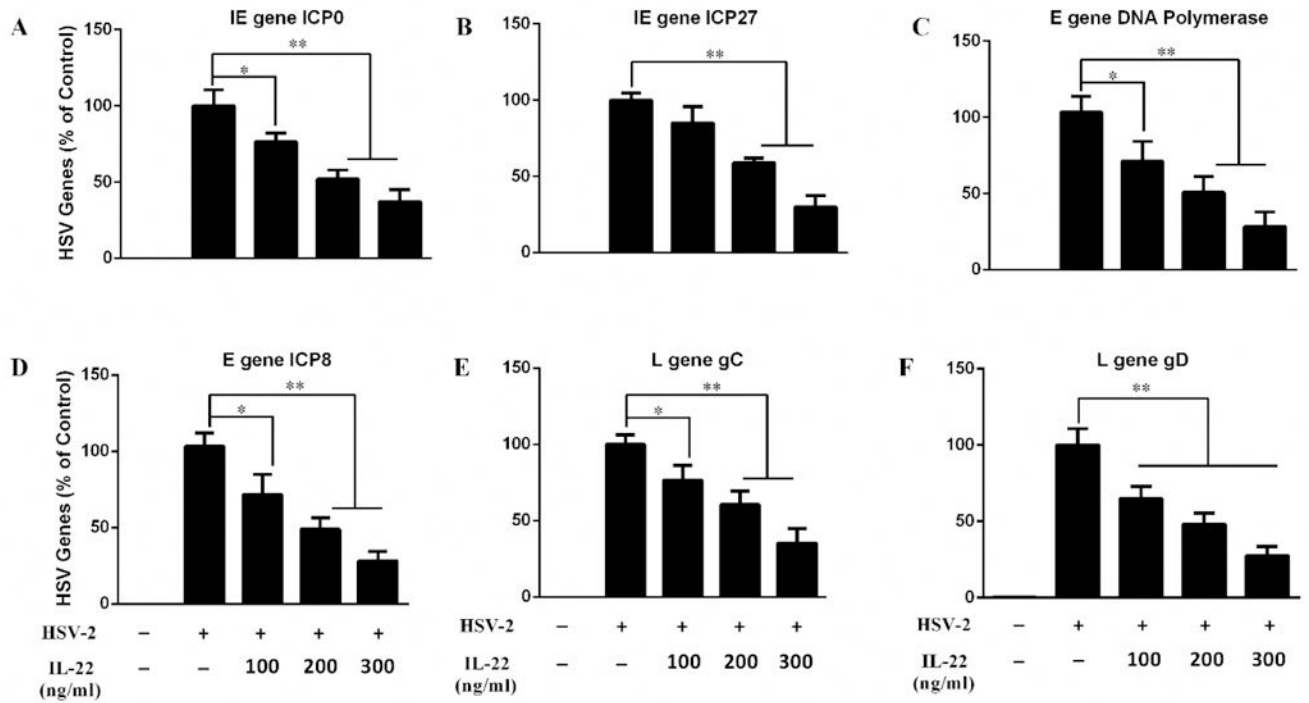 A
IE gene ICP0
HSV Genes (% of Control)
150
100
50
0
*
**
B
IE gene ICP27
150
100
50
0
**
C
E gene DNA Polymerase
150
100
50
0
*
**
D
E gene ICP8
HSV Genes (% of Control)
150
100
50
0
*
**
HSV-2 – + + + +
IL-22 – – 100 200 300
(ng/ml)
E
L gene gC
150
100
50
0
*
**
HSV-2 – + + + +
IL-22 – – 100 200 300
(ng/ml)
F
L gene gD
150
100
50
0
**
HSV-2 – + + + +
IL-22 – – 100 200 300
(ng/ml)